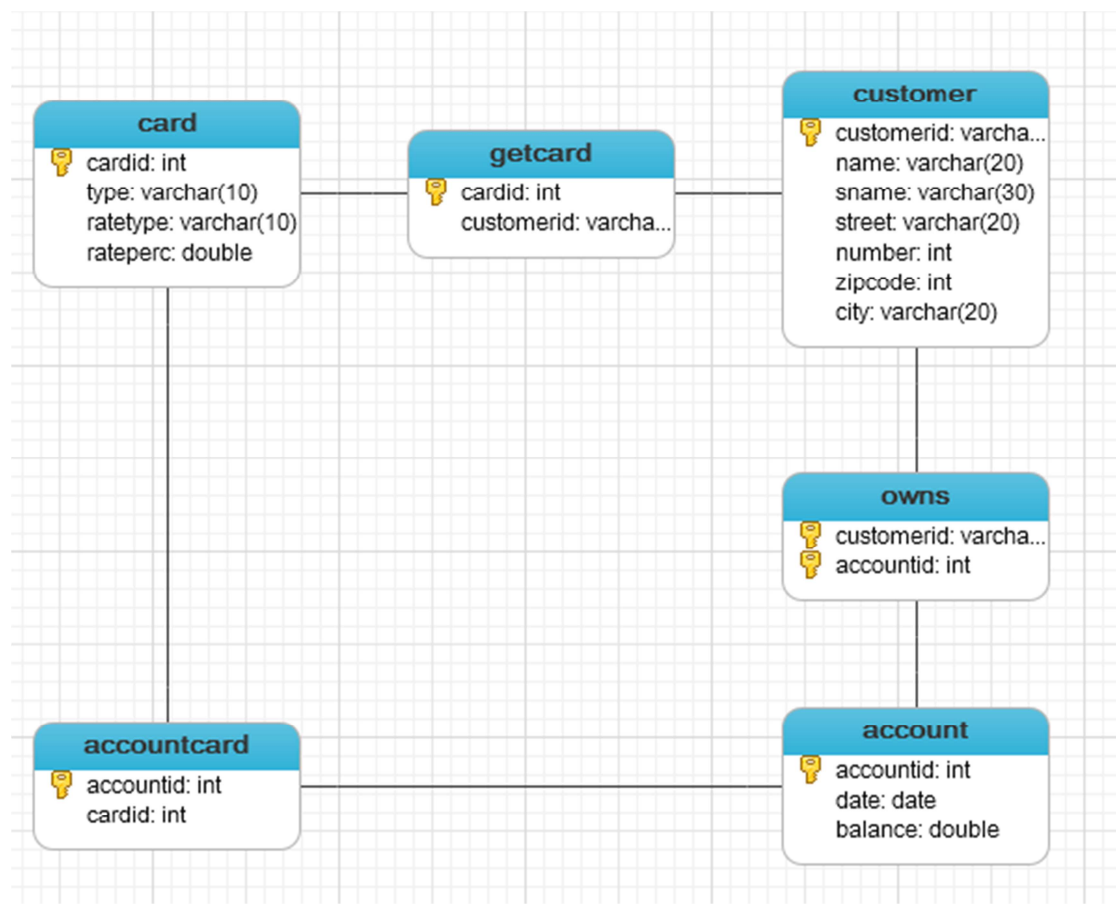 card
cardid: int
type: varchar(10)
ratetype: varchar(10)
rateperc: double
getcard
cardid: int
customerid: varcha...
customer
customerid: varcha...
name: varchar(20)
sname: varchar(30)
street: varchar(20)
number: int
zipcode: int
city: varchar(20)
owns
customerid: varcha...
accountid: int
accountcard
accountid: int
cardid: int
account
accountid: int
date: date
balance: double